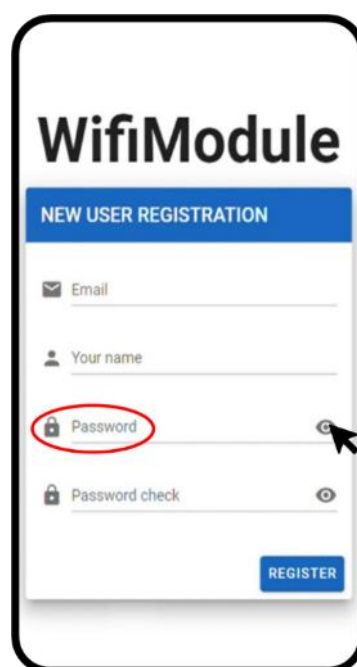 WifiModule
NEW USER REGISTRATION
Email
Your name
Password
Password check
REGISTER